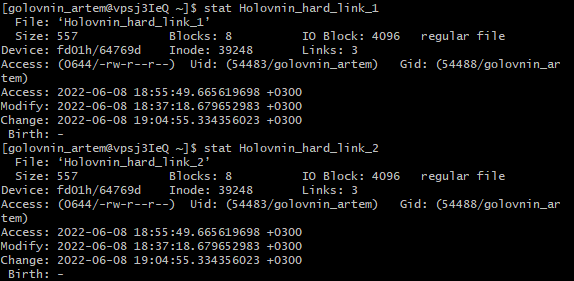 [golovnin_artem@vpsj3IeQ ~]$ stat Holovnin_hard_link_1
  File: ‘Holovnin_hard_link_1’
  Size: 557             Blocks: 8          IO Block: 4096   regular file
Device: fd01h/64769d    Inode: 39248       Links: 3
Access: (0644/-rw-r--r--)  Uid: (54483/golovnin_artem)   Gid: (54488/golovnin_ar
tem)
Access: 2022-06-08 18:55:49.665619698 +0300
Modify: 2022-06-08 18:37:18.679652983 +0300
Change: 2022-06-08 19:04:55.334356023 +0300
 Birth: -
[golovnin_artem@vpsj3IeQ ~]$ stat Holovnin_hard_link_2
  File: ‘Holovnin_hard_link_2’
  Size: 557             Blocks: 8          IO Block: 4096   regular file
Device: fd01h/64769d    Inode: 39248       Links: 3
Access: (0644/-rw-r--r--)  Uid: (54483/golovnin_artem)   Gid: (54488/golovnin_ar
tem)
Access: 2022-06-08 18:55:49.665619698 +0300
Modify: 2022-06-08 18:37:18.679652983 +0300
Change: 2022-06-08 19:04:55.334356023 +0300
 Birth: -